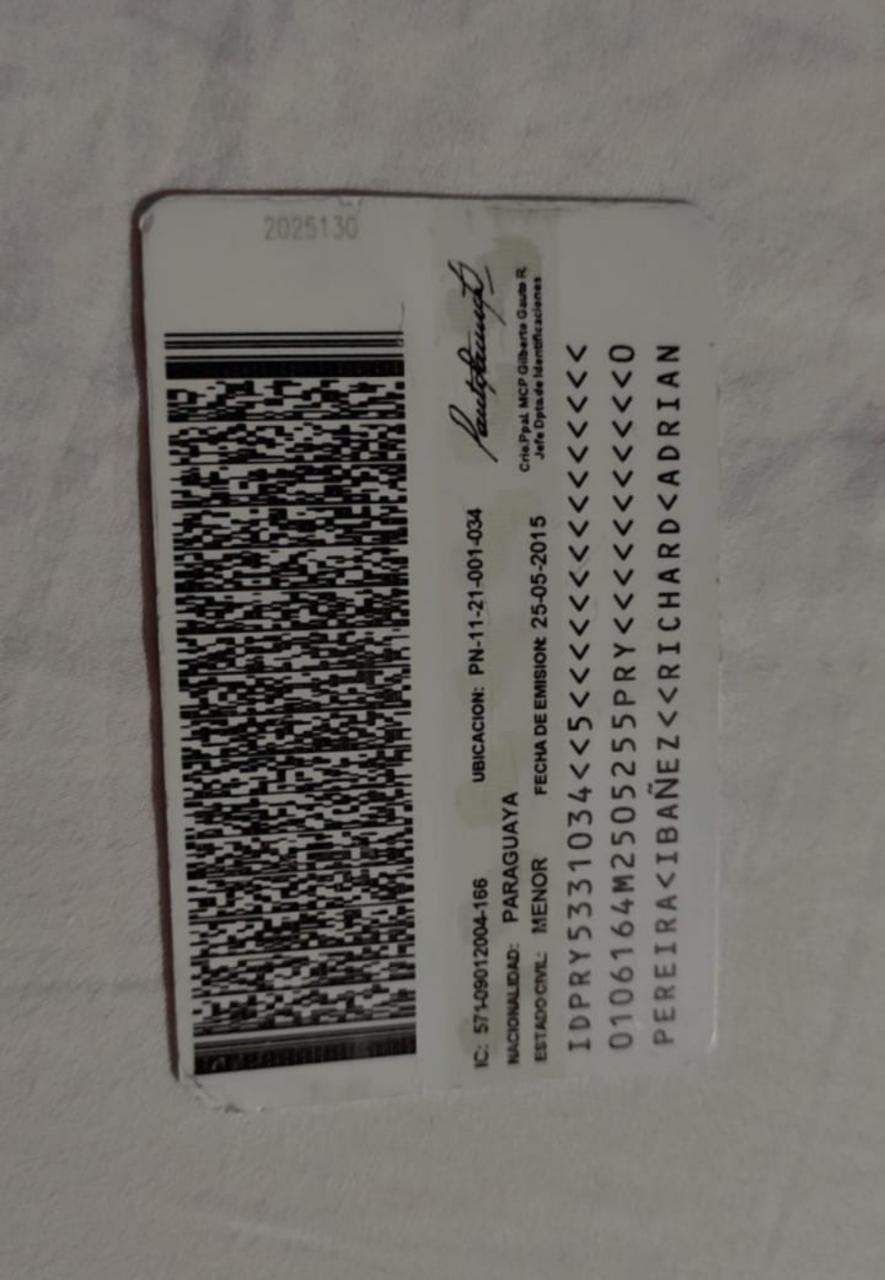 2025130
IC: 571-09012004-166 UBICACION: PN-11-21-001-034
NACIONALIDAD: PARAGUAYA
ESTADO CIVIL: MENOR FECHA DE EMISION: 25-05-2015
Crio.Ppal. MCP Gilberto Gauto R.
Jefe Dpto de Identificaciones
IDPRY5331034<<5<<<<<<<<<<<<<<<
0106164M2505255PRY<<<<<<<<<<<0
PEREIRA<IBAÑEZ<<RICHARD<ADRIAN